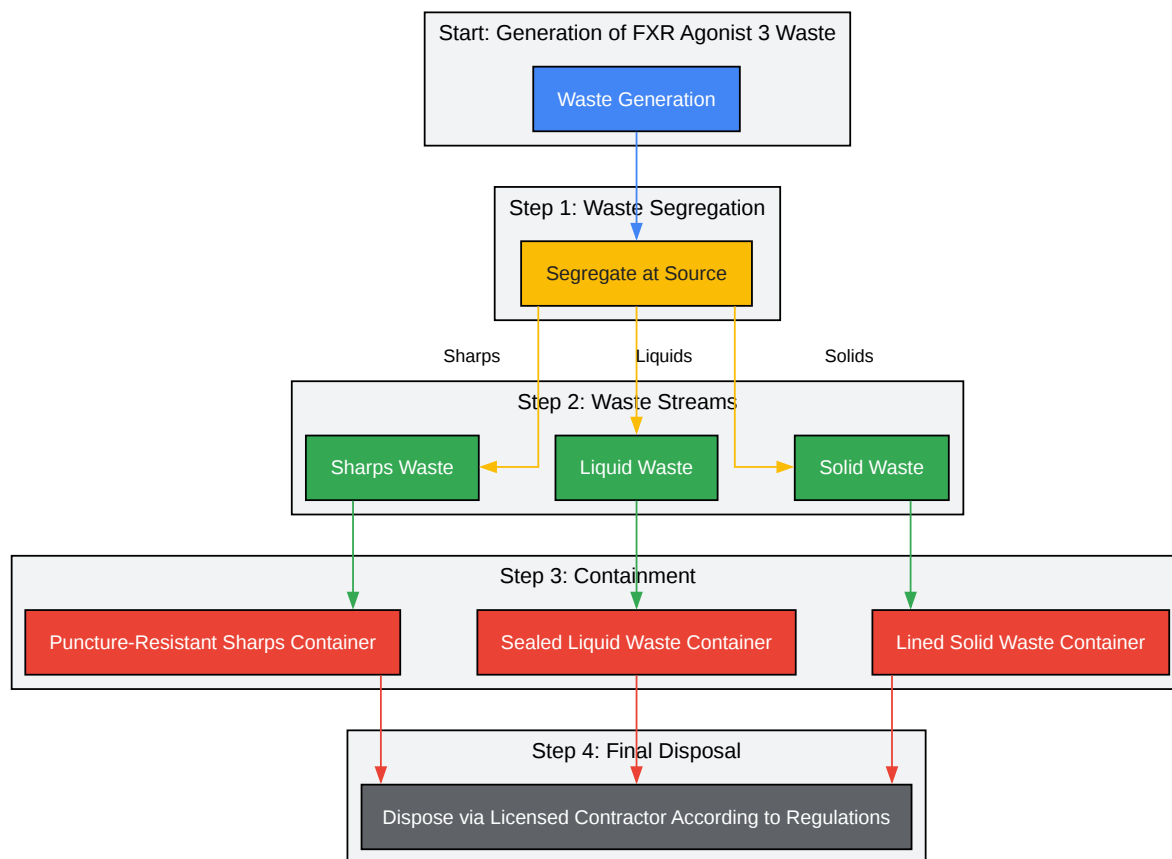 Start: Generation of FXR Agonist 3 Waste
Waste Generation
Step 1: Waste Segregation
Segregate at Source
Sharps
Liquids
Solids
Step 2: Waste Streams
Sharps Waste
Liquid Waste
Solid Waste
Step 3: Containment
Puncture-Resistant Sharps Container
Sealed Liquid Waste Container
Lined Solid Waste Container
Step 4: Final Disposal
Dispose via Licensed Contractor According to Regulations